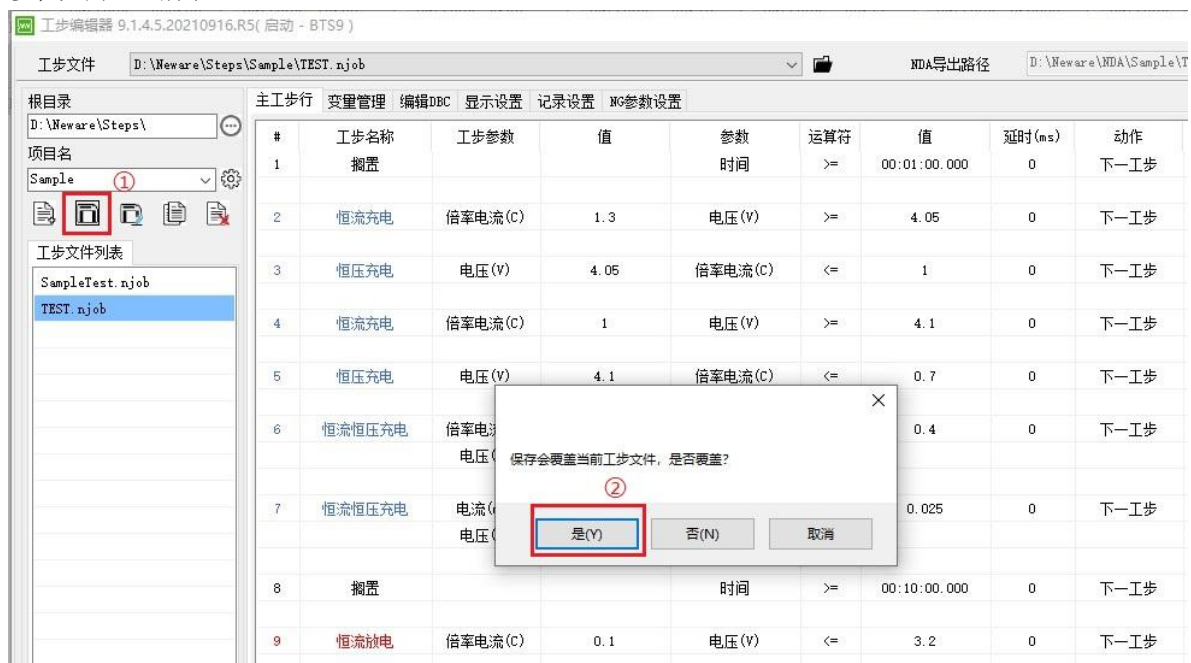 工步编辑器 9.1.4.5.20210916.R5( 启动 - BTS9 )
工步文件 D:\Neware\Steps\Sample\TEST.njob NDA导出路径 D:\Neware\NDA\Sample\T
根目录
D:\Neware\Steps\
项目名
Sample
①
工步文件列表
SampleTest.njob
TEST.njob
主工步行 变里管理 编辑DBC 显示设置 记录设置 NG参数设置
# 工步名称 工步参数 值 参数 运算符 值 延时(ms) 动作
1 搁置 时间 >= 00:01:00.000 0 下一工步
2 恒流充电 倍率电流(C) 1.3 电压(V) >= 4.05 0 下一工步
3 恒压充电 电压(V) 4.05 倍率电流(C) <= 1 0 下一工步
4 恒流充电 倍率电流(C) 1 电压(V) >= 4.1 0 下一工步
5 恒压充电 电压(V) 4.1 倍率电流(C) <= 0.7 0 下一工步
6 恒流恒压充电 倍率电 0.4 0 下一工步
电压(
7 恒流恒压充电 电流( 0.025 0 下一工步
电压(
8 搁置 时间 >= 00:10:00.000 0 下一工步
9 恒流放电 倍率电流(C) 0.1 电压(V) <= 3.2 0 下一工步
保存会覆盖当前工步文件, 是否覆盖?
②
是(Y) 否(N) 取消